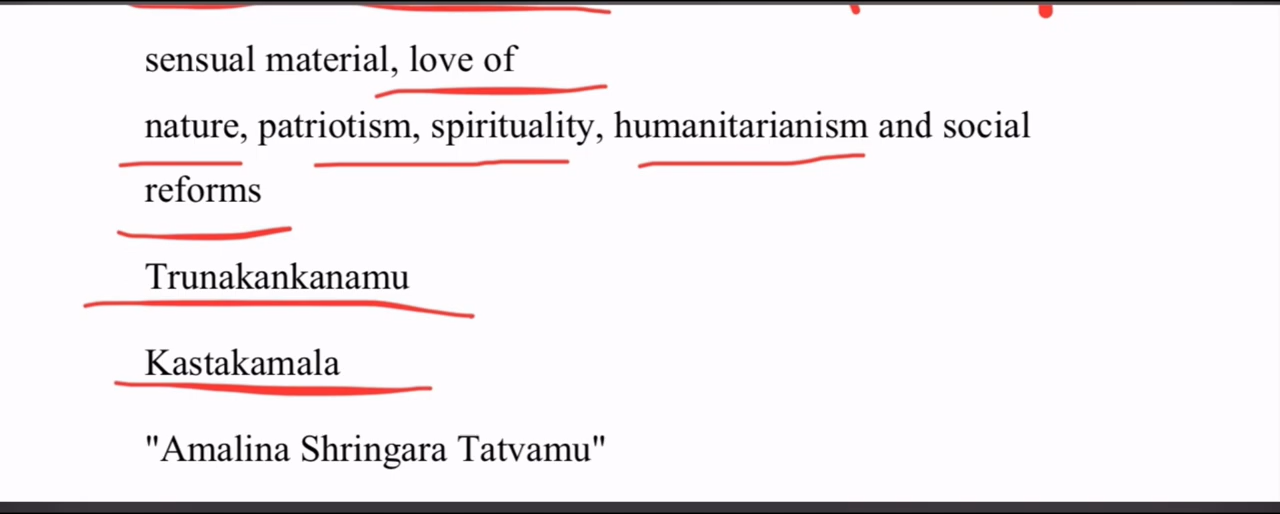 sensual material, love of
nature, patriotism, spirituality, humanitarianism and social
reforms
Trunakankanamu
Kastakamala
"Amalina Shringara Tatvamu"